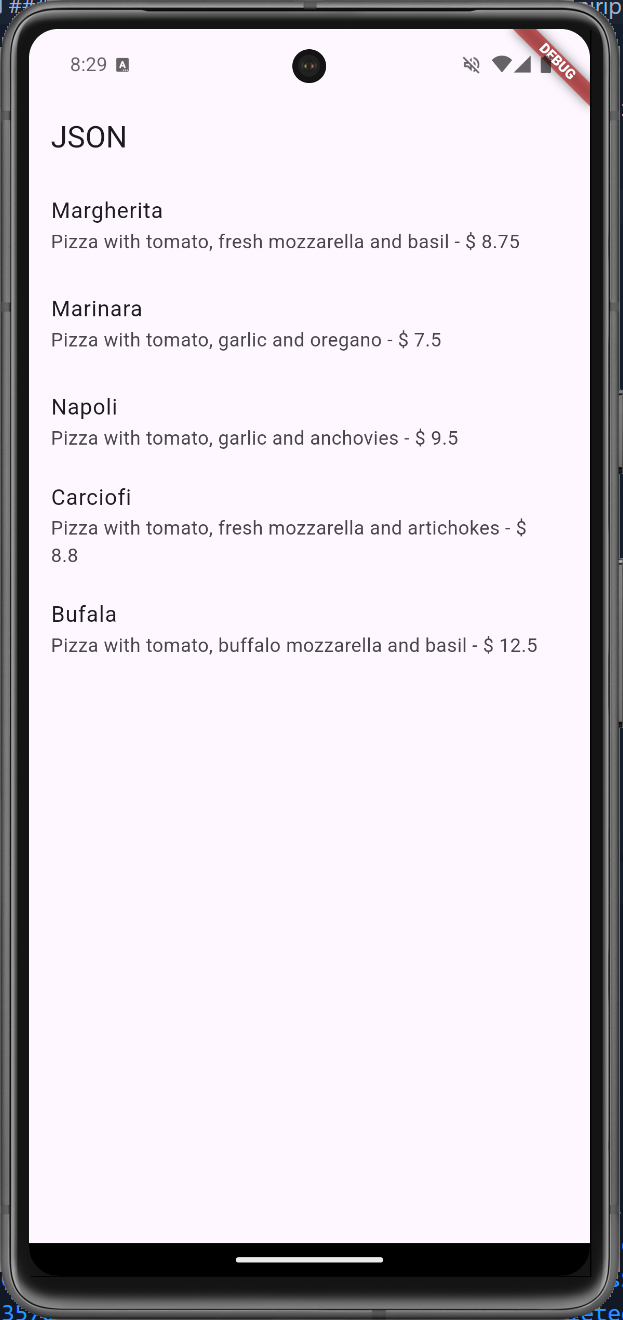 8:29
DEBUG
JSON
Margherita
Pizza with tomato, fresh mozzarella and basil - $ 8.75
Marinara
Pizza with tomato, garlic and oregano - $ 7.5
Napoli
Pizza with tomato, garlic and anchovies - $ 9.5
Carciofi
Pizza with tomato, fresh mozzarella and artichokes - $
8.8
Bufala
Pizza with tomato, buffalo mozzarella and basil - $ 12.5